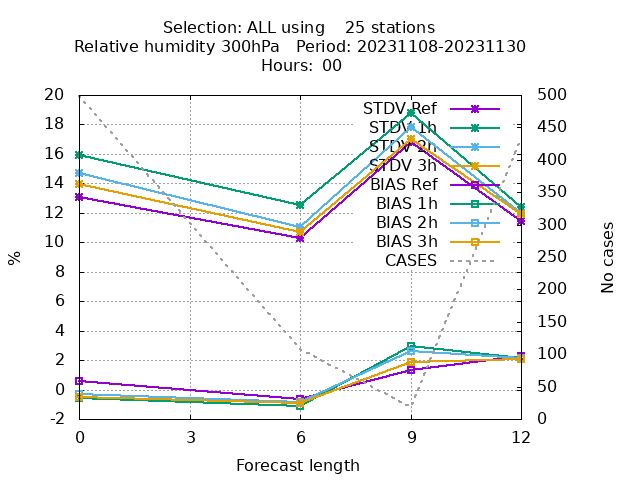 Selection: ALL using    25 stations
Relative humidity 300hPa   Period: 20231108-20231130
Hours: 00
20
18
16
14
12
10
8
6
4
2
0
-2
%
500
450
400
350
300
250
200
150
100
50
0
No cases
STDV Ref
STDV 1h
STDV 2h
STDV 3h
BIAS Ref
BIAS 1h
BIAS 2h
BIAS 3h
CASES
0 3 6 9 12
Forecast length